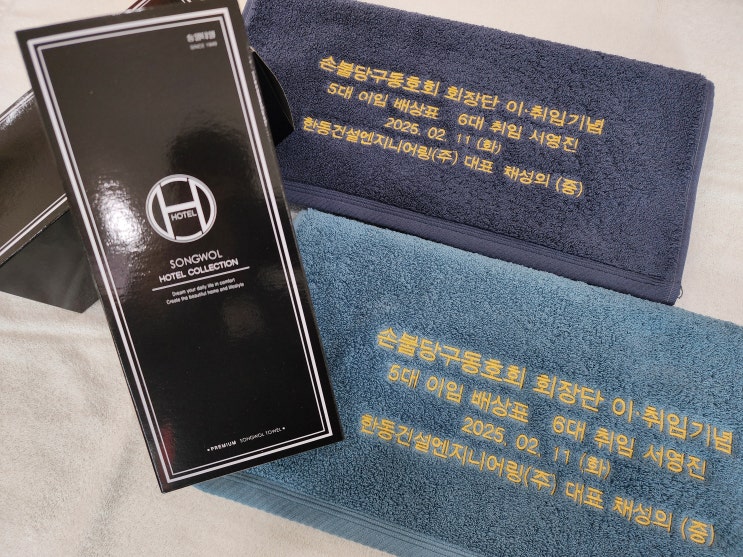 송월타올
SINCE 1949
H
HOTEL
SONGWOL
HOTEL COLLECTION
Dream your daily life in comfort
Create the beautiful home and lifestyle
• PREMIUM SONGWOL TOWEL •
손불당구동호회 회장단 이·취임기념
5대 이임 배상표 6대 취임 서영진
2025. 02. 11 (화)
한동건설엔지니어링(주) 대표 채성의 (증)
손불당구동호회 회장단 이·취임기념
5대 이임 배상표 6대 취임 서영진
2025. 02. 11 (화)
한동건설엔지니어링(주) 대표 채성의 (증)